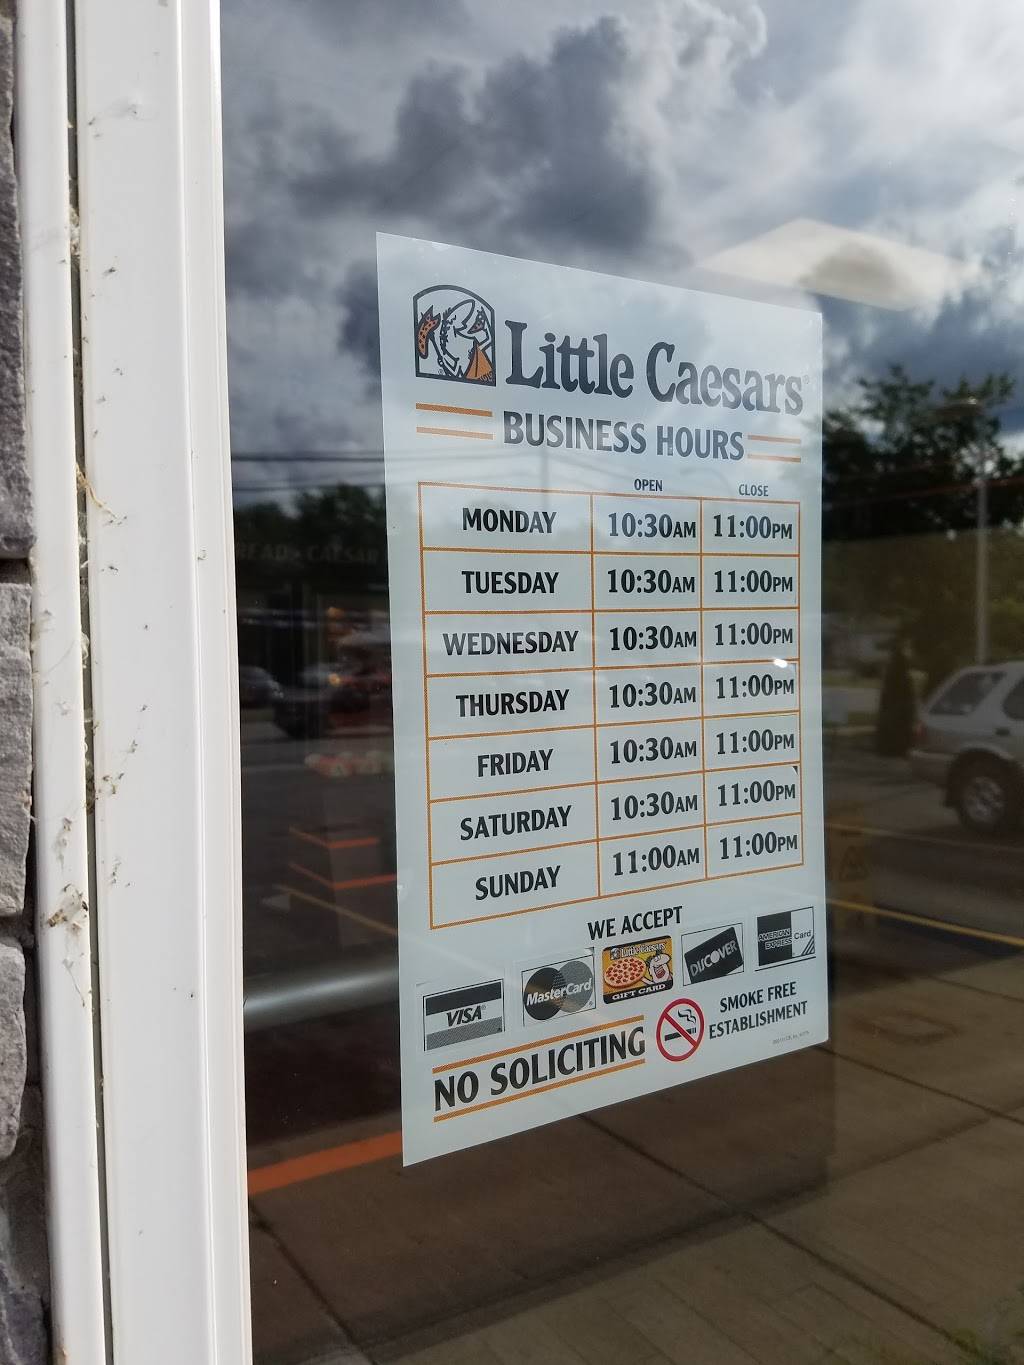 Little Caesars®
BUSINESS HOURS
OPEN CLOSE
MONDAY 10:30AM 11:00PM
TUESDAY 10:30AM 11:00PM
WEDNESDAY 10:30AM 11:00PM
THURSDAY 10:30AM 11:00PM
FRIDAY 10:30AM 11:00PM
SATURDAY 10:30AM 11:00PM
SUNDAY 11:00AM 11:00PM
WE ACCEPT
VISA MasterCard Little Caesars GIFT CARD DISCOVER AMERICAN EXPRESS Card
NO SOLICITING
SMOKE FREE
ESTABLISHMENT